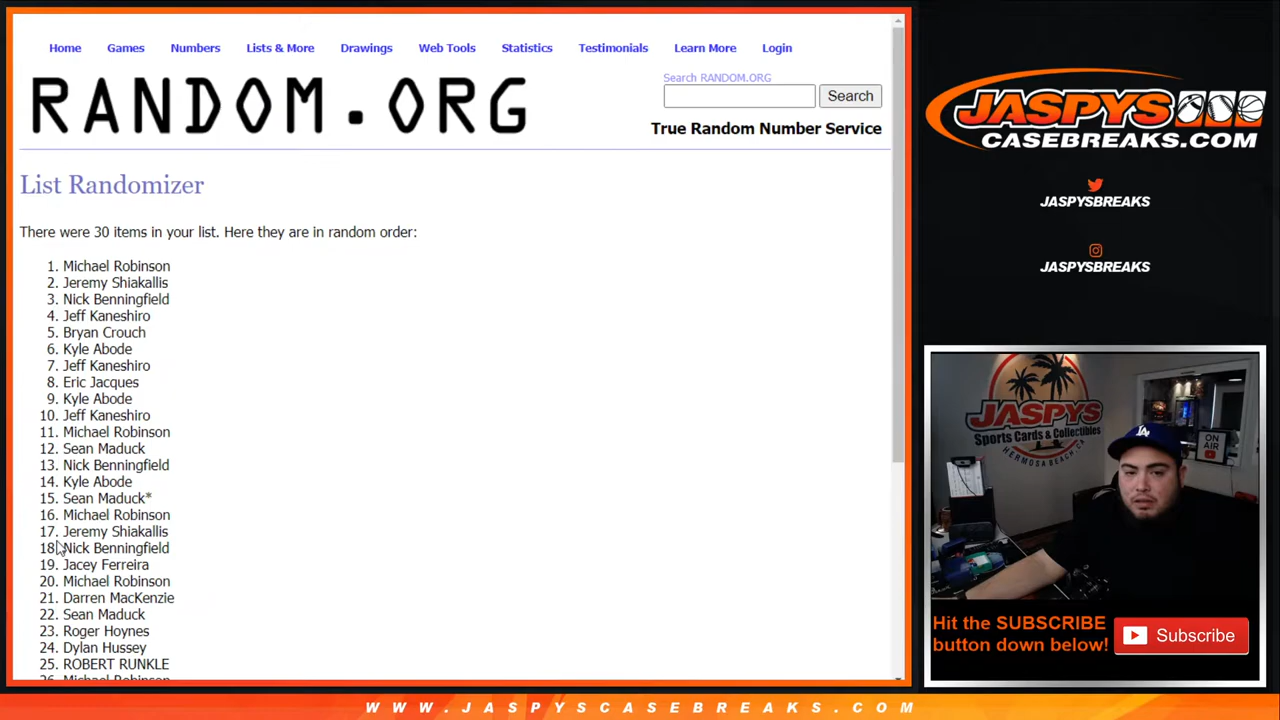 Home Games Numbers Lists & More Drawings Web Tools Statistics Testimonials Learn More Login
RANDOM.ORG
Search RANDOM.ORG
Search
True Random Number Service
List Randomizer
There were 30 items in your list. Here they are in random order:
1. Michael Robinson
2. Jeremy Shiakallis
3. Nick Benningfield
4. Jeff Kaneshiro
5. Bryan Crouch
6. Kyle Abode
7. Jeff Kaneshiro
8. Eric Jacques
9. Kyle Abode
10. Jeff Kaneshiro
11. Michael Robinson
12. Sean Maduck
13. Nick Benningfield
14. Kyle Abode
15. Sean Maduck*
16. Michael Robinson
17. Jeremy Shiakallis
18. Nick Benningfield
19. Jacey Ferreira
20. Michael Robinson
21. Darren MacKenzie
22. Sean Maduck
23. Roger Hoynes
24. Dylan Hussey
25. ROBERT RUNKLE
26. Michael Robinson
JASPYS
CASEBREAKS.COM
JASPYSBREAKS
JASPYSBREAKS
JASPYS
Sports Cards & Collectibles
HERMOSA BEACH, CA
ON AIR
LA
Hit the SUBSCRIBE
button down below!
Subscribe
WWW.JASPYSCASEBREAKS.COM